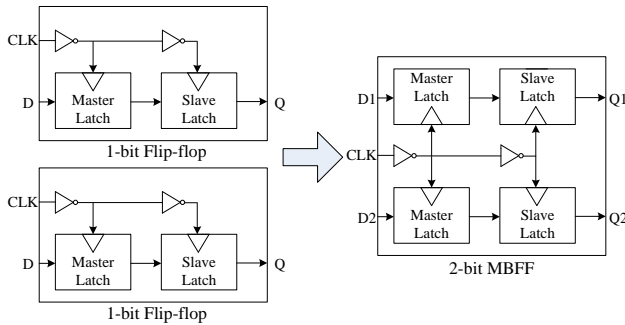 CLK
D
Master
Latch
Slave
Latch
Q
1-bit Flip-flop
CLK
D
Master
Latch
Slave
Latch
Q
1-bit Flip-flop
D1
Master
Latch
Slave
Latch
Q1
CLK
D2
Master
Latch
Slave
Latch
Q2
2-bit MBFF